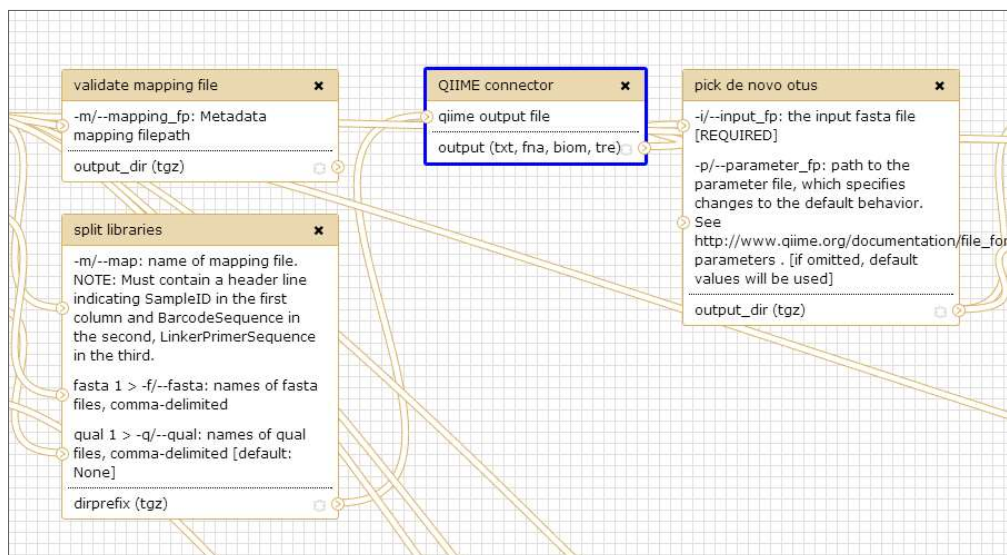 validate mapping file
-m/--mapping_fp: Metadata
mapping filepath
output_dir (tgz)
split libraries
-m/--map: name of mapping file.
NOTE: Must contain a header line
indicating SampleID in the first
column and BarcodeSequence in
the second, LinkerPrimerSequence
in the third.
fasta 1 > -f/--fasta: names of fasta
files, comma-delimited
qual 1 > -q/--qual: names of qual
files, comma-delimited [default:
None]
dirprefix (tgz)
QIIME connector
qiime output file
output (txt, fna, biom, tre)
pick de novo otus
-i/--input_fp: the input fasta file
[REQUIRED]
-p/--parameter_fp: path to the
parameter file, which specifies
changes to the default behavior.
See
http://www.qiime.org/documentation/file_for
parameters . [if omitted, default
values will be used]
output_dir (tgz)